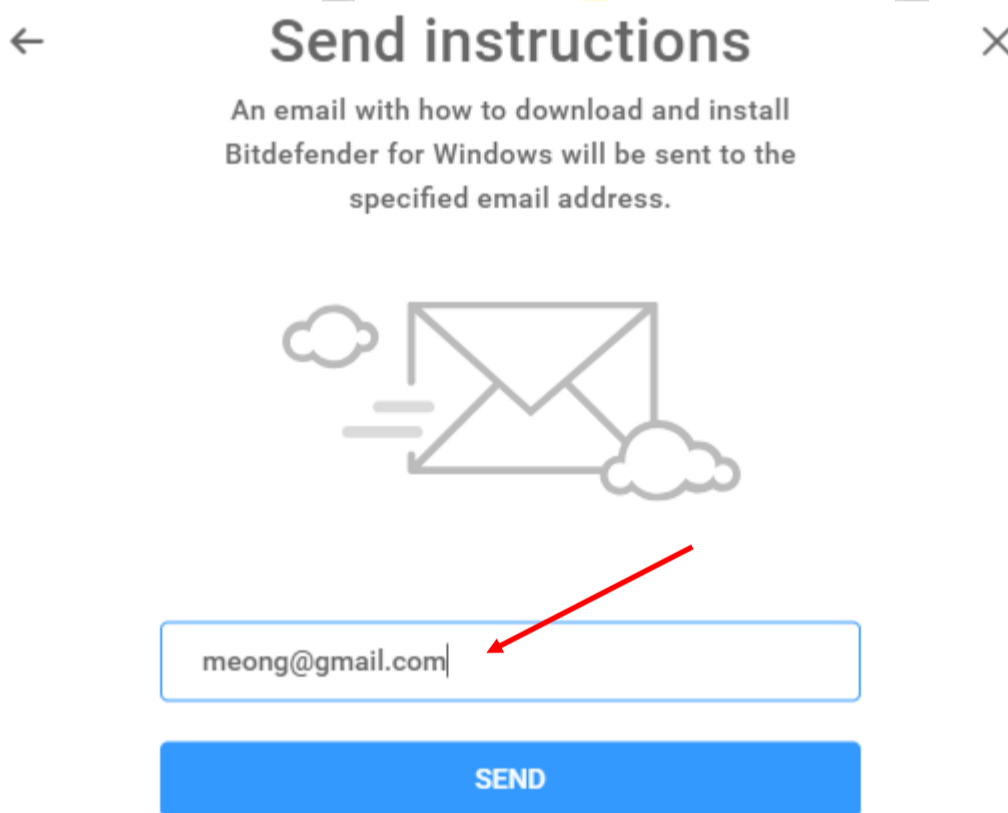 Send instructions
An email with how to download and install
Bitdefender for Windows will be sent to the
specified email address.
meong@gmail.com
SEND